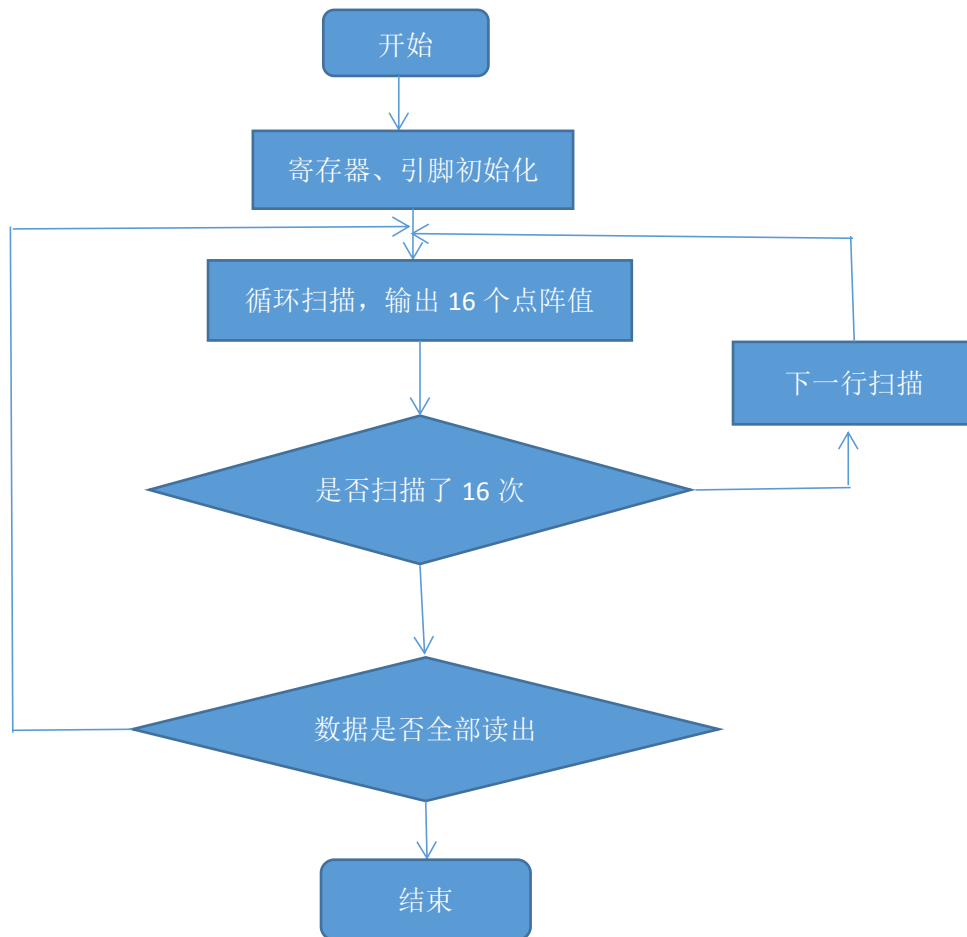 开始
寄存器、引脚初始化
循环扫描，输出 16 个点阵值
下一行扫描
是否扫描了 16 次
数据是否全部读出
结束